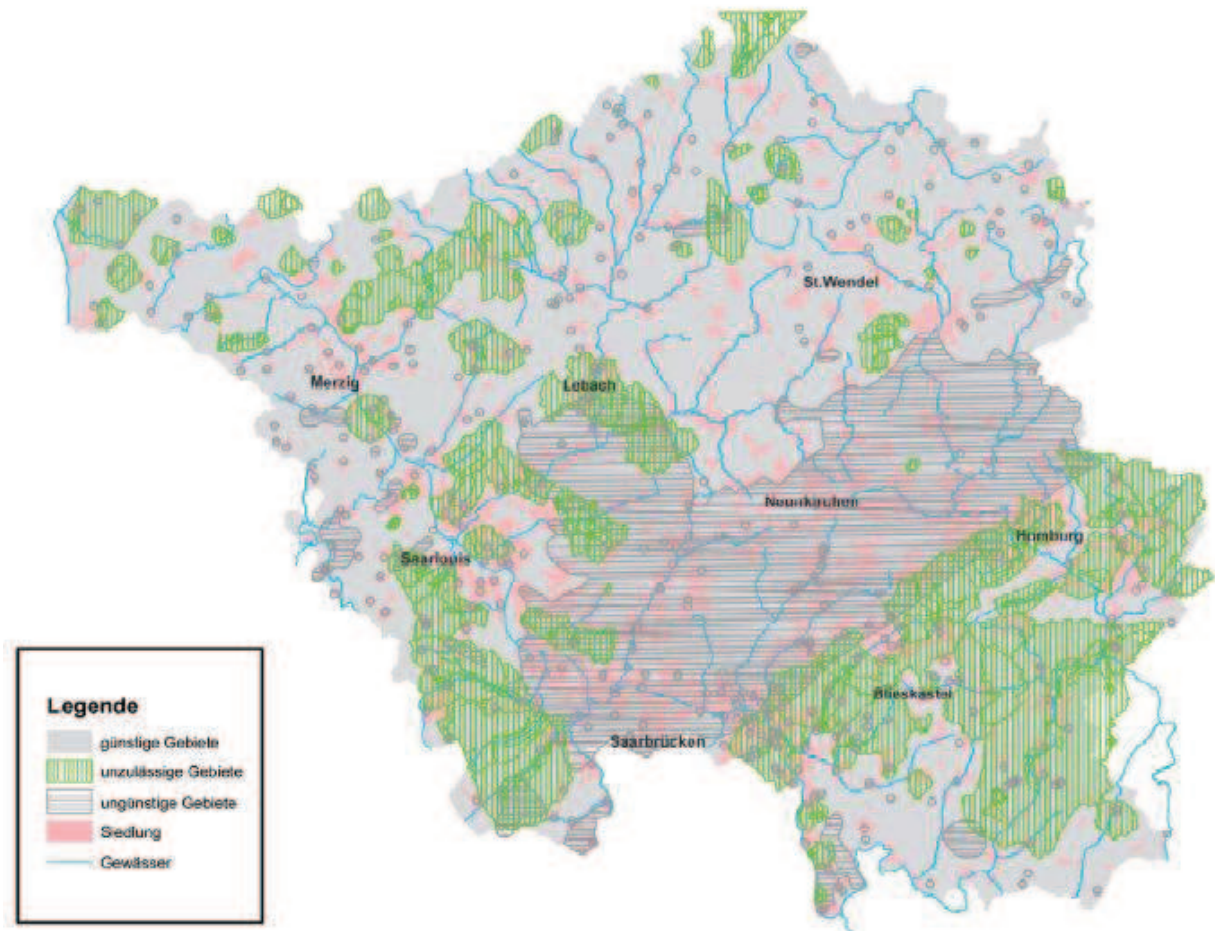 St.Wendel
Merzig
Lebach
Neunkirchen
Homburg
Saarlouis
Blieskastel
Saarbrücken
Legende
günstige Gebiete
unzulässige Gebiete
ungünstige Gebiete
Siedlung
Gewässer